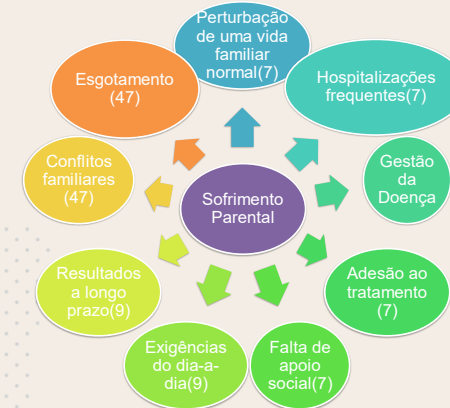 Perturbação
de uma vida
familiar
normal(7)
Hospitalizações
frequentes(7)
Gestão
da
Doença
Adesão ao
tratamento
(7)
Falta de
apoio
social(7)
Exigências
do dia-a-
dia(9)
Resultados
a longo
prazo(9)
Conflitos
familiares
(47)
Esgotamento
(47)
Sofrimento
Parental